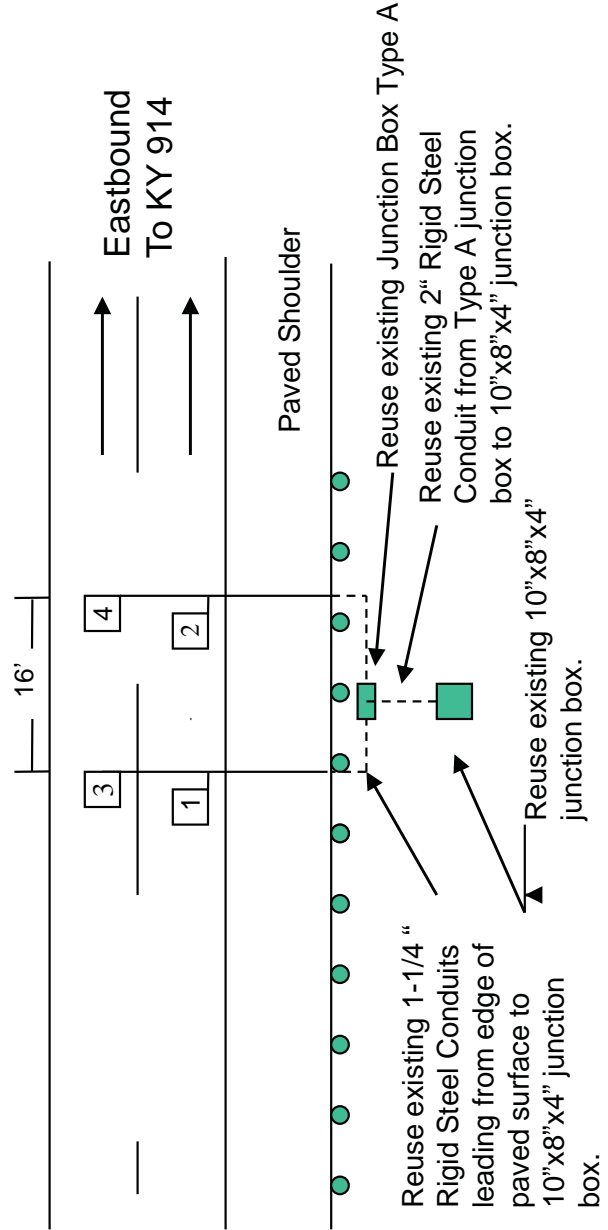 16'
3
4
1
2
Eastbound
To KY 914
Paved Shoulder
Reuse existing Junction Box Type A
Reuse existing 2“ Rigid Steel
Conduit from Type A junction
box to 10”x8”x4” junction box.
Reuse existing 10”x8”x4”
junction box.
Reuse existing 1-1/4 “
Rigid Steel Conduits
leading from edge of
paved surface to
10”x8”x4” junction
box.